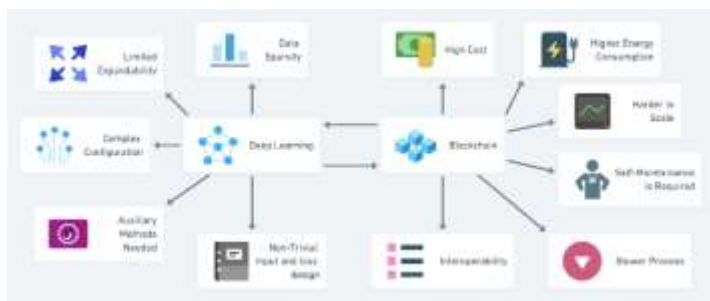 Limited
Expandability
Data
Sparsity
High Cost
Higher Energy
Consumption
Harder to
Scale
Complex
Configuration
Deep Learning
Blockchain
Self-Maintenance
is Required
Auxiliary
Methods
Needed
Non-Trivial
Input and loss
design
Interoperability
Slower Process